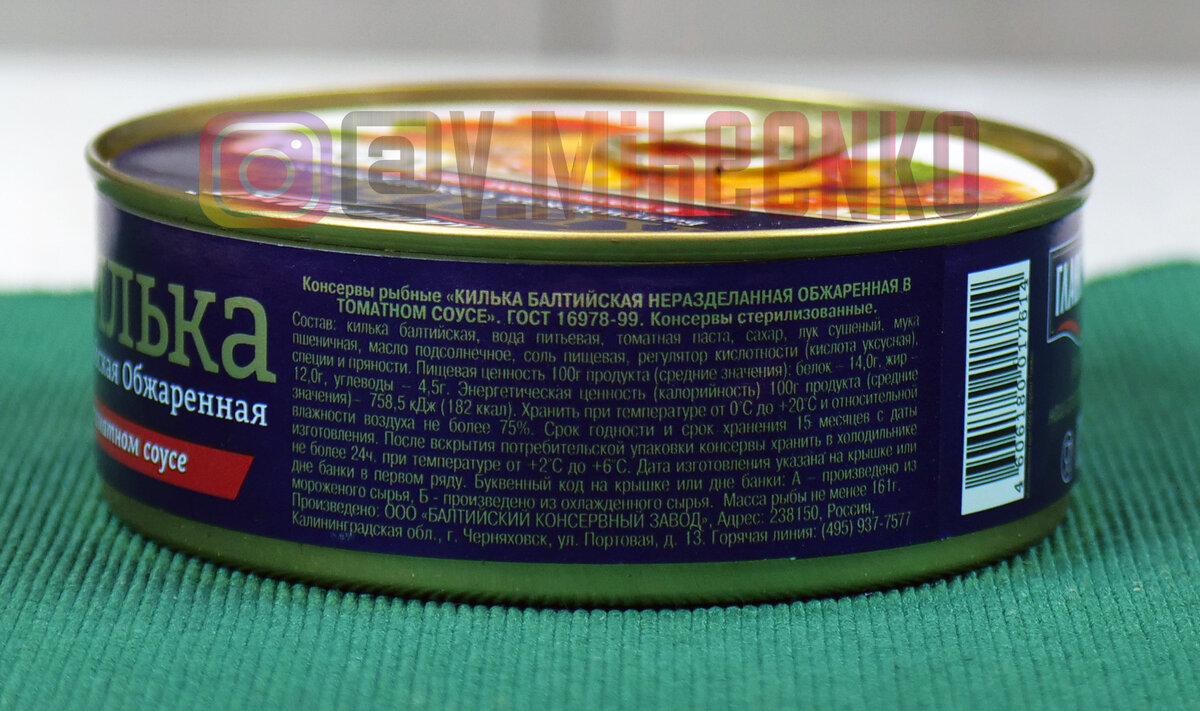 @V.Miheenko
Килька
ская Обжаренная
томатном соусе
Консервы рыбные «КИЛЬКА БАЛТИЙСКАЯ НЕРАЗДЕЛАННАЯ ОБЖАРЕННАЯ В
ТОМАТНОМ СОУСЕ». ГОСТ 16978-99. Консервы стерилизованные.
Состав: килька балтийская, вода питьевая, томатная паста, сахар, лук сушеный, мука
пшеничная, масло подсолнечное, соль пищевая, регулятор кислотности (кислота уксусная),
специи и пряности. Пищевая ценность 100г продукта (средние значения): белок – 14,0г, жир –
12,0г, углеводы – 4,5г. Энергетическая ценность (калорийность) 100г продукта (средние
значения) – 758,5 кДж (182 ккал). Хранить при температуре от 0˚С до +20˚С и относительной
влажности воздуха не более 75%. Срок годности и срок хранения 15 месяцев с даты
изготовления. После вскрытия потребительской упаковки консервы хранить в холодильнике
не более 24ч. при температуре от +2˚С до +6˚С. Дата изготовления указана на крышке или
дне банки в первом ряду. Буквенный код на крышке или дне банки: А – произведено из
мороженого сырья, Б - произведено из охлажденного сырья. Масса рыбы не менее 161г.
Произведено: ООО «БАЛТИЙСКИЙ КОНСЕРВНЫЙ ЗАВОД», Адрес: 238150, Россия,
Калининградская обл., г. Черняховск, ул. Портовая, д. 13. Горячая линия: (495) 937-7577
4 606180 017814